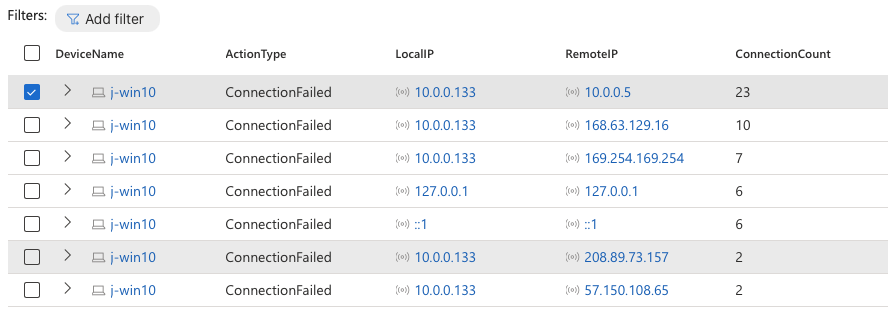 Filters: Add filter
DeviceName ActionType LocalIP RemoteIP ConnectionCount
j-win10 ConnectionFailed 10.0.0.133 10.0.0.5 23
j-win10 ConnectionFailed 10.0.0.133 168.63.129.16 10
j-win10 ConnectionFailed 10.0.0.133 169.254.169.254 7
j-win10 ConnectionFailed 127.0.0.1 127.0.0.1 6
j-win10 ConnectionFailed ::1 ::1 6
j-win10 ConnectionFailed 10.0.0.133 208.89.73.157 2
j-win10 ConnectionFailed 10.0.0.133 57.150.108.65 2